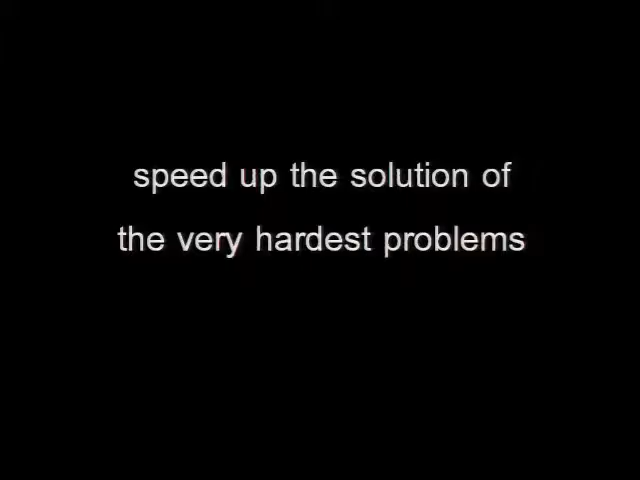 speed up the solution of
the very hardest problems